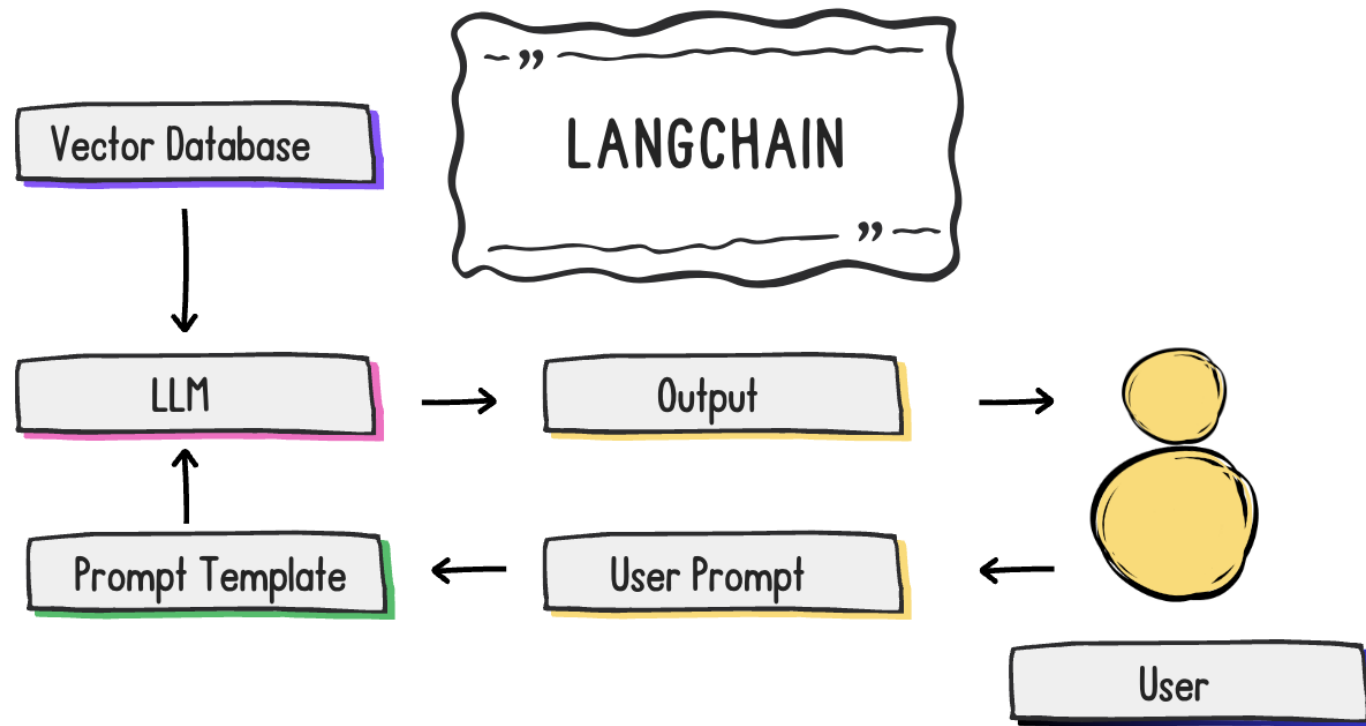 LANGCHAIN
Vector Database
LLM
Output
Prompt Template
User Prompt
User